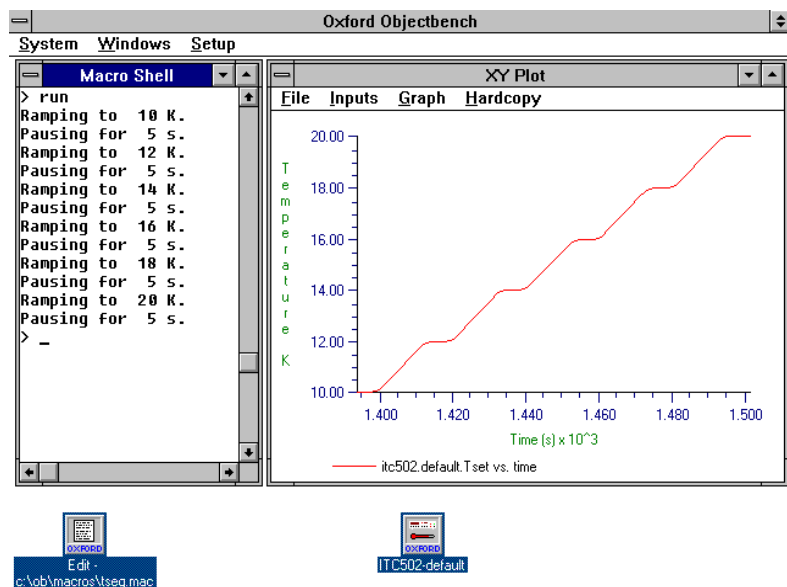 Oxford Objectbench
System Windows Setup
Macro Shell
> run
Ramping to 10 K.
Pausing for 5 s.
Ramping to 12 K.
Pausing for 5 s.
Ramping to 14 K.
Pausing for 5 s.
Ramping to 16 K.
Pausing for 5 s.
Ramping to 18 K.
Pausing for 5 s.
Ramping to 20 K.
Pausing for 5 s.
> _
XY Plot
File Inputs Graph Hardcopy
Temperature K
20.00
18.00
16.00
14.00
12.00
10.00
1.400 1.420 1.440 1.460 1.480 1.500
Time (s) x 10^3
itc502.default.Tset vs. time
OXFORD
Edit -
c:\ob\macros\tseq.mac
OXFORD
ITC502-default